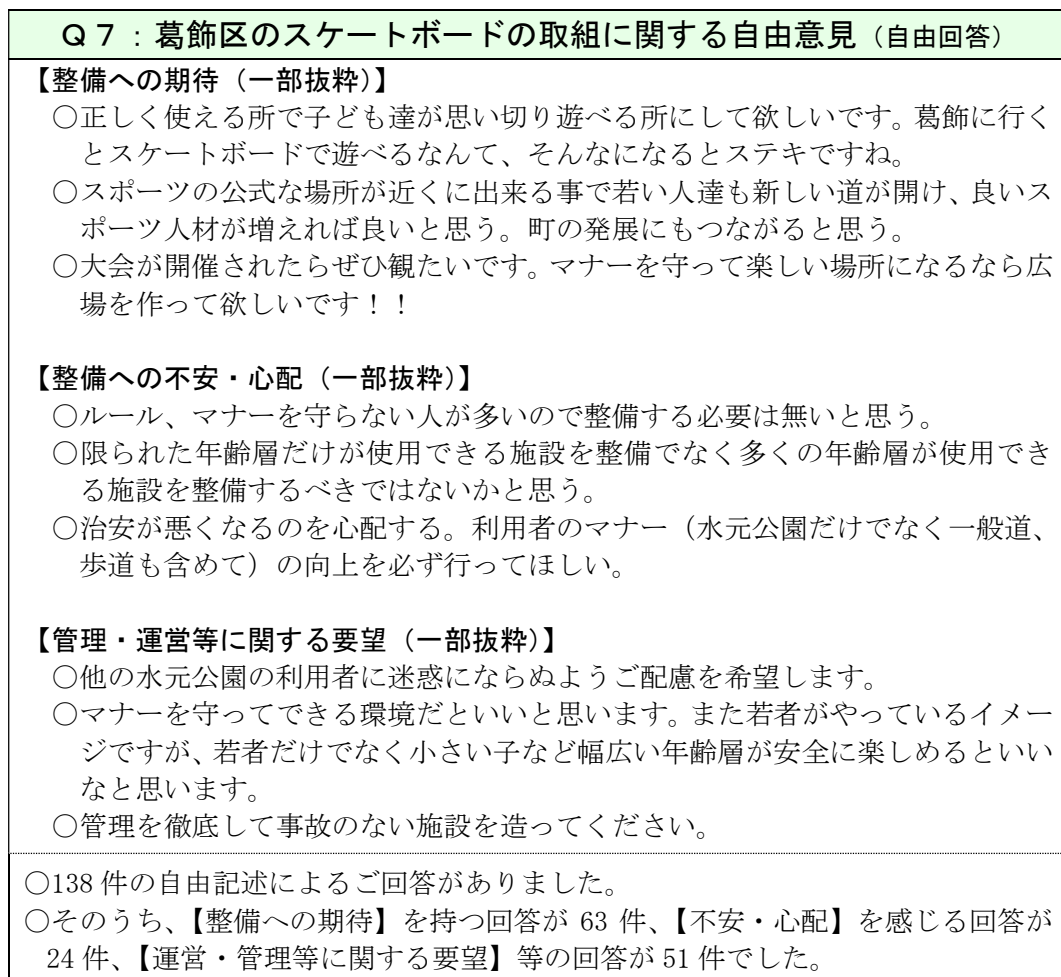 Ｑ７：葛飾区のスケートボードの取組に関する自由意見（自由回答）
【整備への期待（一部抜粋）】
○正しく使える所で子ども達が思い切り遊べる所にして欲しいです。葛飾に行く
とスケートボードで遊べるなんて、そんなになるとステキですね。
○スポーツの公式な場所が近くに出来る事で若い人達も新しい道が開け、良いス
ポーツ人材が増えれば良いと思う。町の発展にもつながると思う。
○大会が開催されたらぜひ観たいです。マナーを守って楽しい場所になるなら広
場を作って欲しいです！！
【整備への不安・心配（一部抜粋）】
○ルール、マナーを守らない人が多いので整備する必要は無いと思う。
○限られた年齢層だけが使用できる施設を整備でなく多くの年齢層が使用でき
る施設を整備するべきではないかと思う。
○治安が悪くなるのを心配する。利用者のマナー（水元公園だけでなく一般道、
歩道も含めて）の向上を必ず行ってほしい。
【管理・運営等に関する要望（一部抜粋）】
○他の水元公園の利用者に迷惑にならぬようご配慮を希望します。
○マナーを守ってできる環境だといいと思います。また若者がやっているイメー
ジですが、若者だけでなく小さい子など幅広い年齢層が安全に楽しめるといい
なと思います。
○管理を徹底して事故のない施設を造ってください。
○138 件の自由記述によるご回答がありました。
○そのうち、【整備への期待】を持つ回答が 63 件、【不安・心配】を感じる回答が
24 件、【運営・管理等に関する要望】等の回答が 51 件でした。